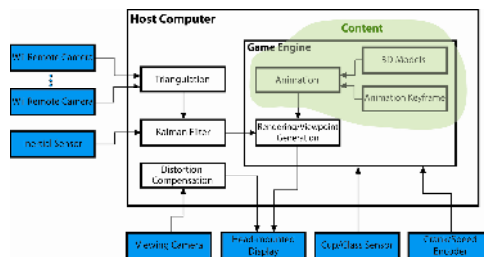 Host Computer
Content
Game Engine
Wii Remote Camera
Triangulation
Animation
3D Models
Wii Remote Camera
Animation Keyframe
Inertial Sensor
Kalman Filter
Rendering/Viewpoint
Generation
Distortion
Compensation
Viewing Camera
Head-mounted
Display
Cup/Glass Sensor
Crank/Speed
Encoder